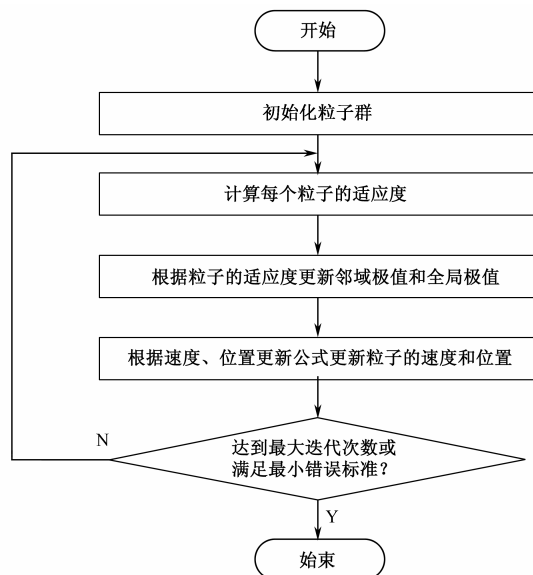 开始
初始化粒子群
计算每个粒子的适应度
根据粒子的适应度更新邻域极值和全局极值
根据速度、位置更新公式更新粒子的速度和位置
达到最大迭代次数或
满足最小错误标准？
N
Y
始束